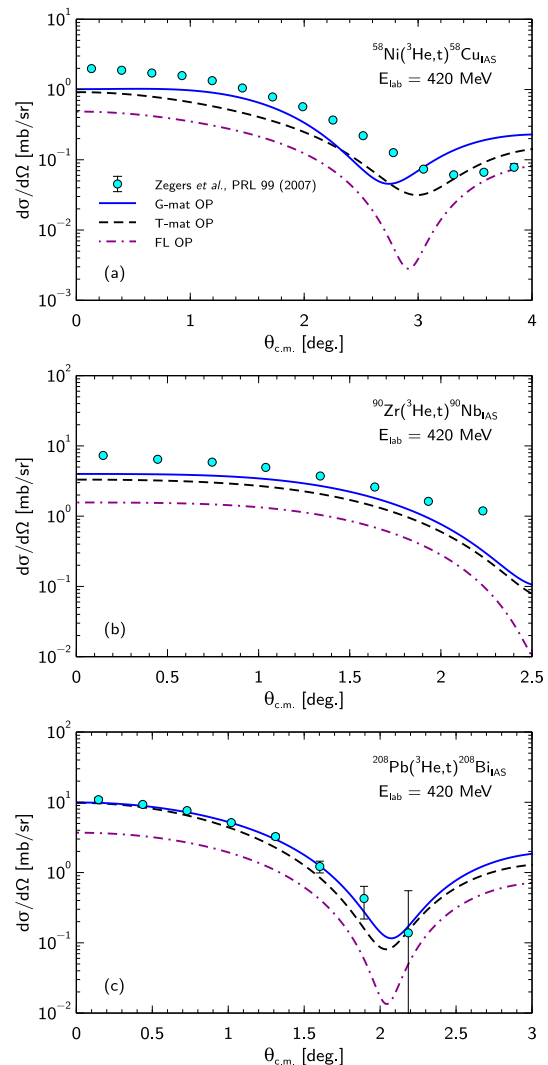 10¹
10⁰
10⁻¹
10⁻²
10⁻³
dσ/dΩ [mb/sr]
⁵⁸Ni(³He,t)⁵⁸Cu_IAS
E_lab = 420 MeV
Zegers et al., PRL 99 (2007)
G-mat OP
T-mat OP
FL OP
(a)
0 1 2 3 4
θ_c.m. [deg.]
10²
10¹
10⁰
10⁻¹
10⁻²
dσ/dΩ [mb/sr]
⁹⁰Zr(³He,t)⁹⁰Nb_IAS
E_lab = 420 MeV
(b)
0 0.5 1 1.5 2 2.5
θ_c.m. [deg.]
10²
10¹
10⁰
10⁻¹
10⁻²
dσ/dΩ [mb/sr]
²⁰⁸Pb(³He,t)²⁰⁸Bi_IAS
E_lab = 420 MeV
(c)
0 0.5 1 1.5 2 2.5 3
θ_c.m. [deg.]